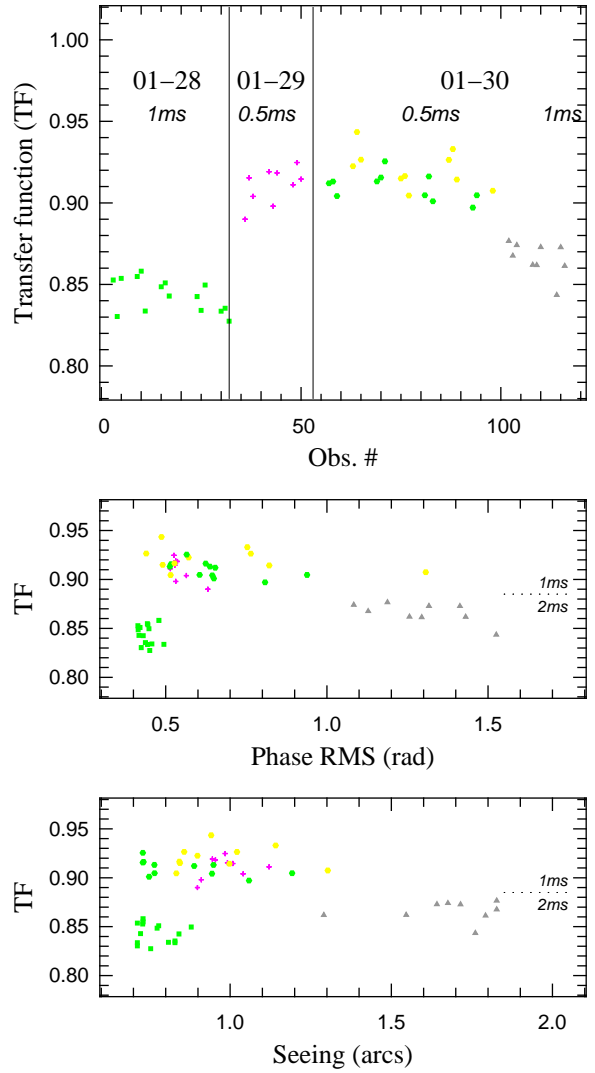 1.00
0.95
0.90
0.85
0.80
Transfer function (TF)
01–28
01–29
01–30
1ms
0.5ms
0.5ms
1ms
0
50
100
Obs. #
0.95
0.90
0.85
0.80
TF
1ms
2ms
0.5
1.0
1.5
Phase RMS (rad)
0.95
0.90
0.85
0.80
TF
1ms
2ms
1.0
1.5
2.0
Seeing (arcs)